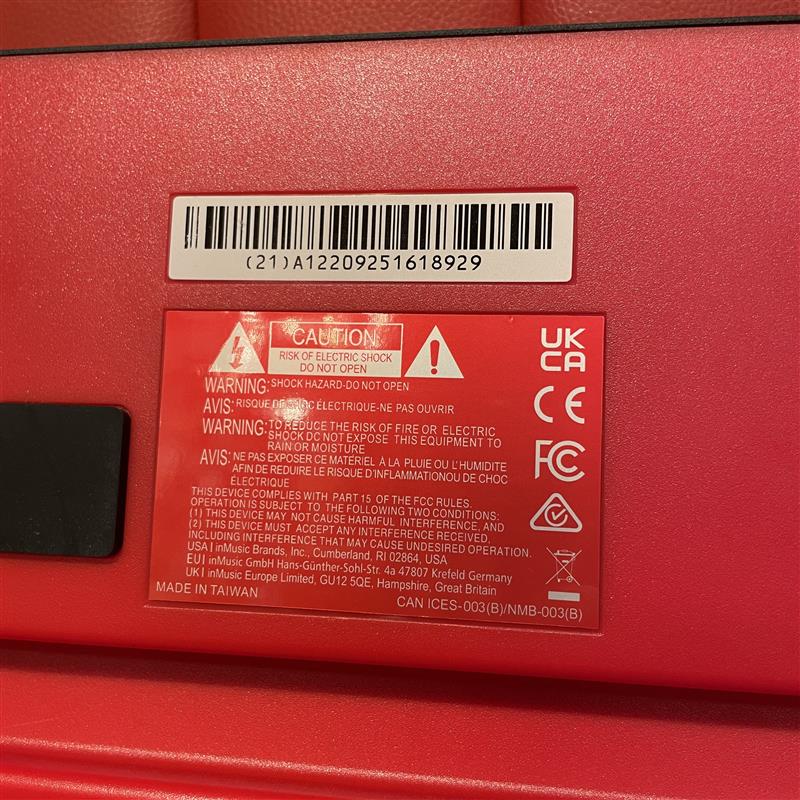 (21)A12209251618929
CAUTION
RISK OF ELECTRIC SHOCK
DO NOT OPEN
WARNING: SHOCK HAZARD-DO NOT OPEN
AVIS: RISQUE DE CHOC ÉLECTRIQUE-NE PAS OUVRIR
WARNING: TO REDUCE THE RISK OF FIRE OR ELECTRIC
SHOCK DO NOT EXPOSE THIS EQUIPMENT TO
RAIN OR MOISTURE
AVIS: NE PAS EXPOSER CE MATÉRIEL À LA PLUIE OU L'HUMIDITE
AFIN DE REDUIRE LE RISQUE D'INFLAMMATIONOU DE CHOC
ÉLECTRIQUE
THIS DEVICE COMPLIES WITH PART 15 OF THE FCC RULES.
OPERATION IS SUBJECT TO THE FOLLOWING TWO CONDITIONS:
(1) THIS DEVICE MAY NOT CAUSE HARMFUL INTERFERENCE, AND
(2) THIS DEVICE MUST ACCEPT ANY INTERFERENCE RECEIVED,
INCLUDING INTERFERENCE THAT MAY CAUSE UNDESIRED OPERATION.
USA | inMusic Brands, Inc., Cumberland, RI 02864, USA
EU | inMusic GmbH Hans-Günther-Sohl-Str. 4a 47807 Krefeld Germany
UK | inMusic Europe Limited, GU12 5QE, Hampshire, Great Britain
MADE IN TAIWAN
CAN ICES-003(B)/NMB-003(B)
UK
CA
CE
FC